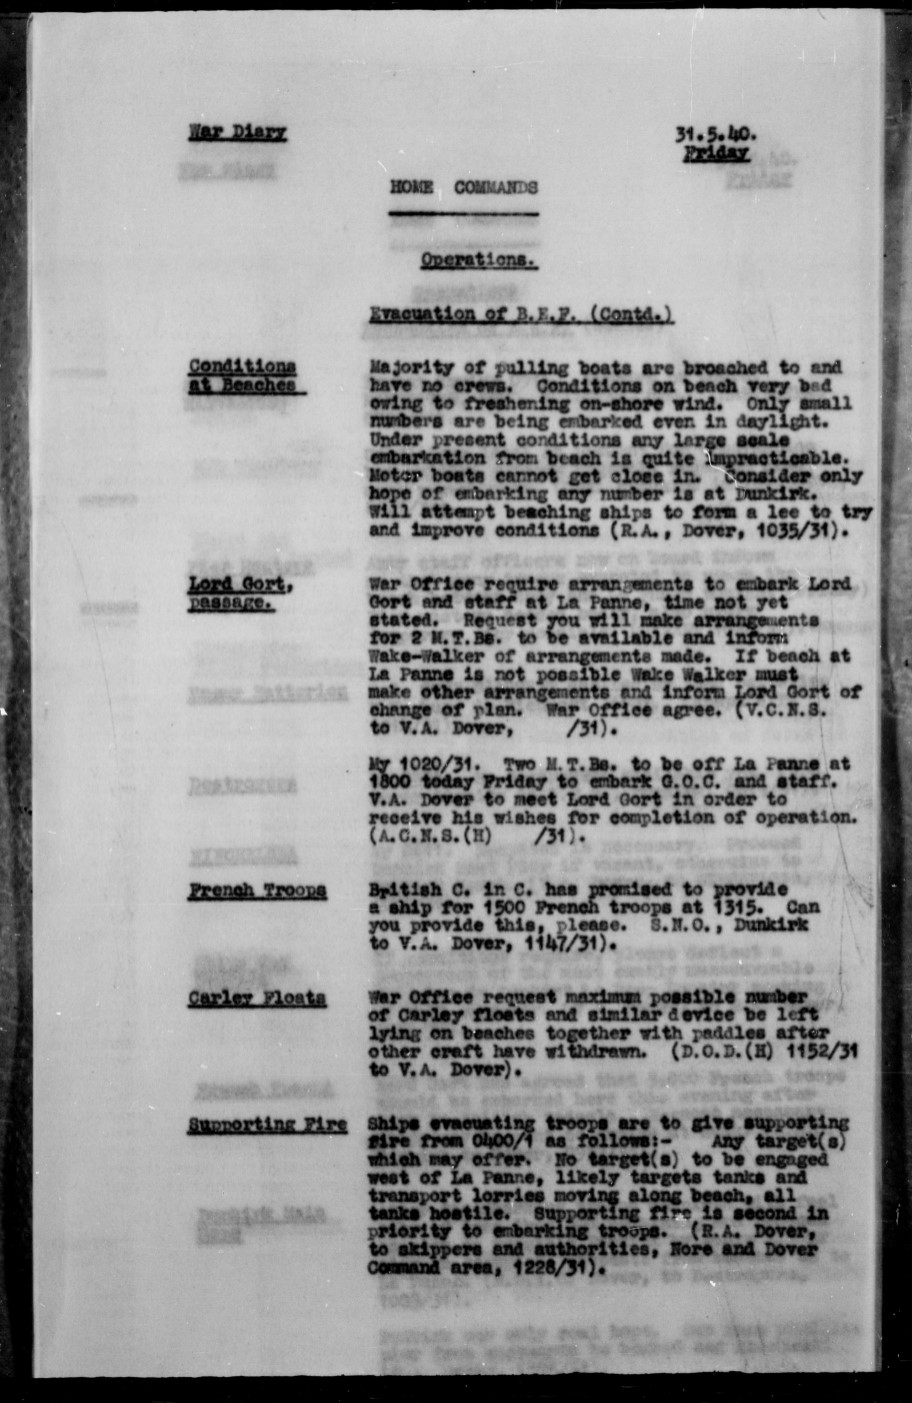 War Diary
31.5.40.
Friday
HOME COMMANDS
Operations.
Evacuation of B.E.F. (Contd.)
Conditions
at Beaches
Majority of pulling boats are broached to and
have no crews. Conditions on beach very bad
owing to freshening on-shore wind. Only small
numbers are being embarked even in daylight.
Under present conditions any large scale
embarkation from beach is quite impracticable.
Motor boats cannot get close in. Consider only
hope of embarking any number is at Dunkirk.
Will attempt beaching ships to form a lee to try
and improve conditions (R.A., Dover, 1035/31).
Lord Gort,
passage.
War Office require arrangements to embark Lord
Gort and staff at La Panne, time not yet
stated. Request you will make arrangements
for 2 M.T.Bs. to be available and inform
Wake-Walker of arrangements made. If beach at
La Panne is not possible Wake Walker must
make other arrangements and inform Lord Gort of
change of plan. War Office agree. (V.C.N.S.
to V.A. Dover, /31).
My 1020/31. Two M.T.Bs. to be off La Panne at
1800 today Friday to embark G.O.C. and staff.
V.A. Dover to meet Lord Gort in order to
receive his wishes for completion of operation.
(A.C.N.S.(H) /31).
French Troops
British C. in C. has promised to provide
a ship for 1500 French troops at 1315. Can
you provide this, please. S.N.O., Dunkirk
to V.A. Dover, 1147/31).
Carley Floats
War Office request maximum possible number
of Carley floats and similar device be left
lying on beaches together with paddles after
other craft have withdrawn. (D.O.D.(H) 1152/31
to V.A. Dover).
Supporting Fire
Ships evacuating troops are to give supporting
fire from 0400/1 as follows:- Any target(s)
which may offer. No target(s) to be engaged
west of La Panne, likely targets tanks and
transport lorries moving along beach, all
tanks hostile. Supporting fire is second in
priority to embarking troops. (R.A. Dover,
to skippers and authorities, Nore and Dover
Command area, 1228/31).